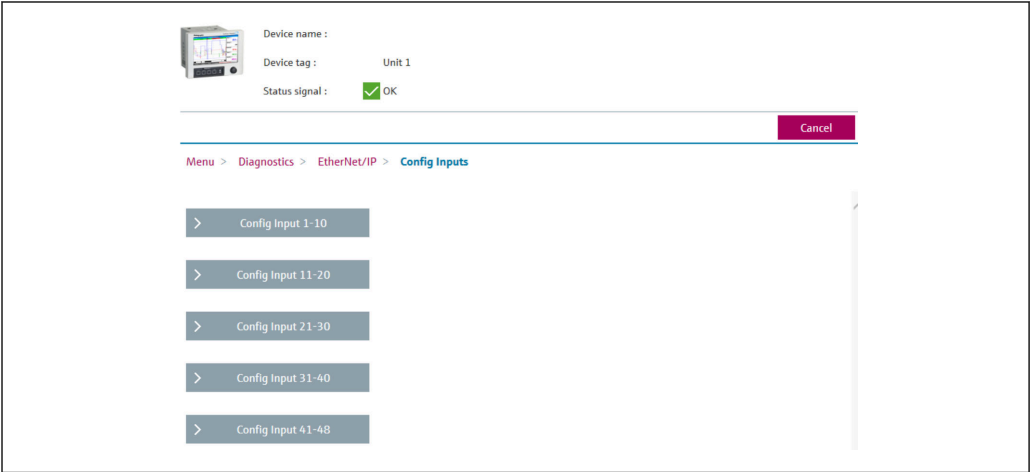 Device name :
Device tag : Unit 1
Status signal : OK
Cancel
Menu > Diagnostics > EtherNet/IP > Config Inputs
Config Input 1-10
Config Input 11-20
Config Input 21-30
Config Input 31-40
Config Input 41-48